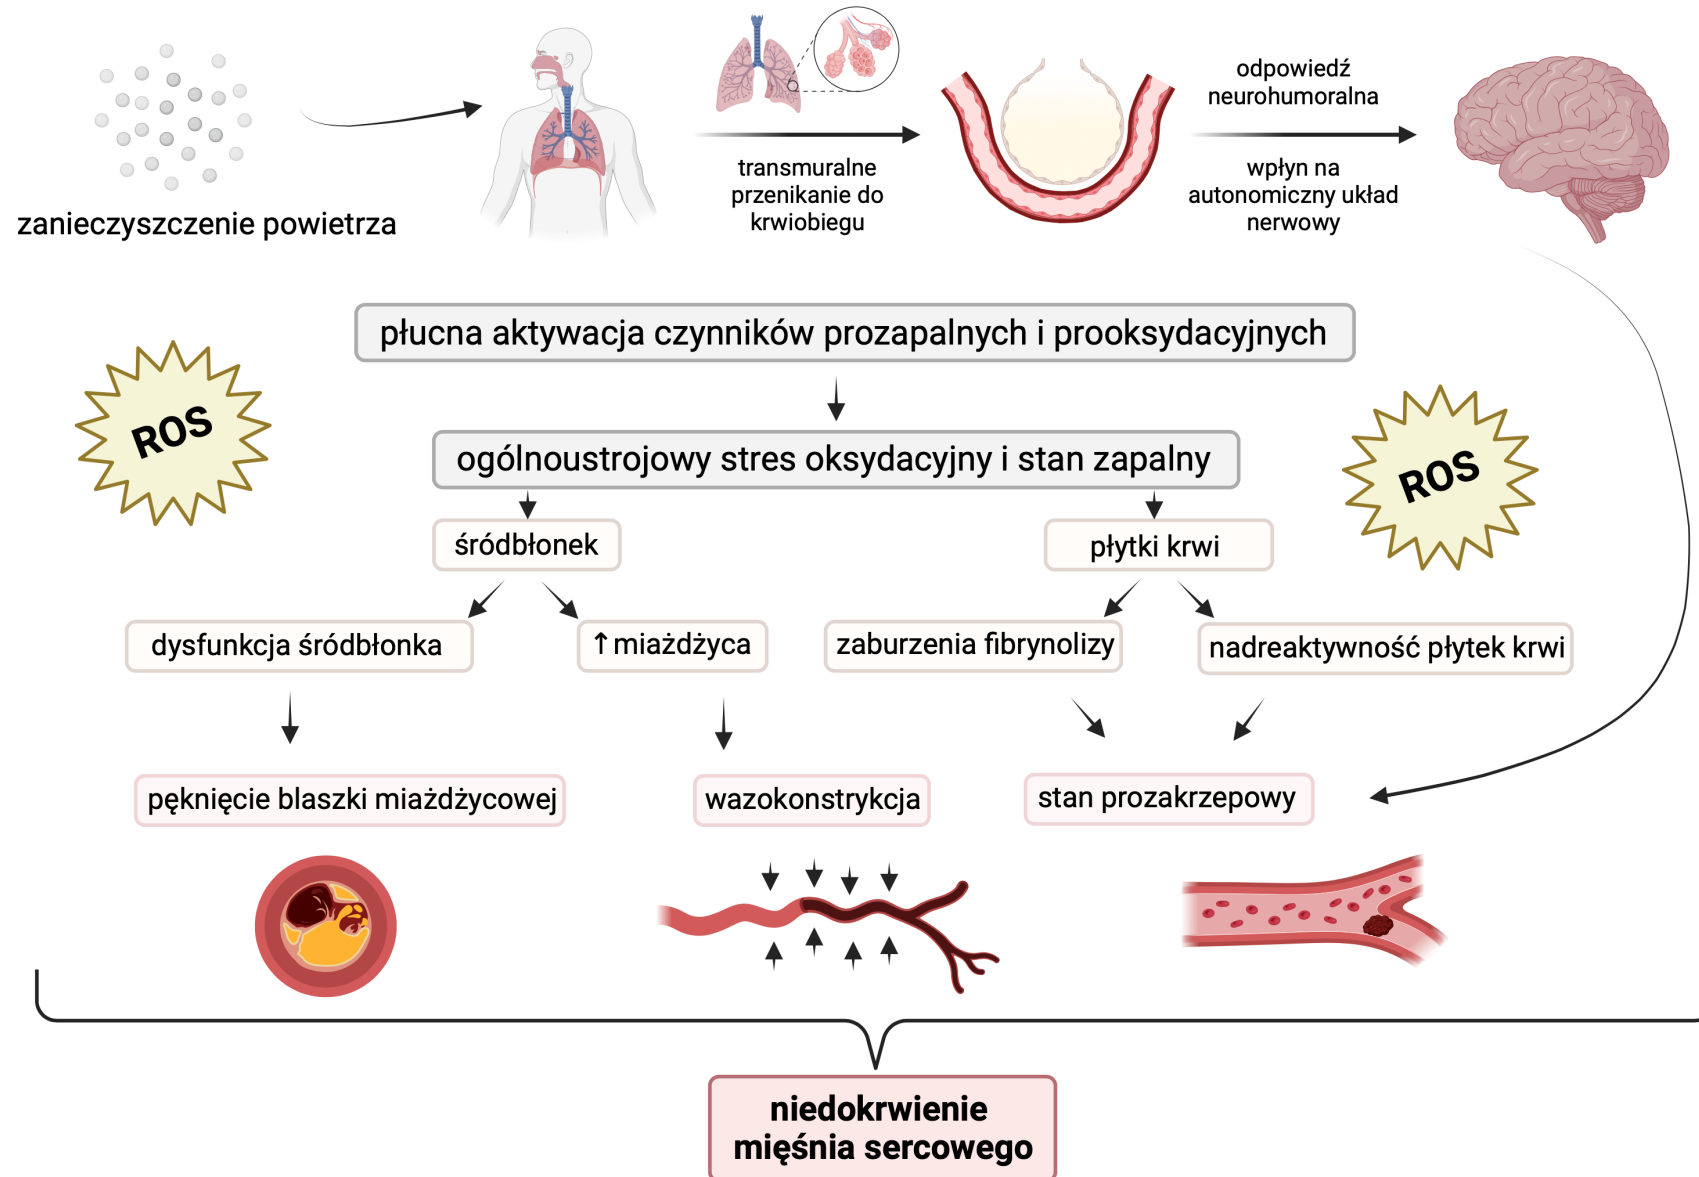 zanieczyszczenie powietrza
transmuralne
przenikanie do
krwiobiegu
odpowiedź
neurohumoralna
wpłyn na
autonomiczny układ
nerwowy
płucna aktywacja czynników prozapalnych i prooksydacyjnych
ROS
ogólnoustrojowy stres oksydacyjny i stan zapalny
ROS
śródbłonek
płytki krwi
dysfunkcja śródbłonka
↑miażdżyca
zaburzenia fibrynolizy
nadreaktywność płytek krwi
pęknięcie blaszki miażdżycowej
wazokonstrykcja
stan prozakrzepowy
niedokrwienie
mięśnia sercowego